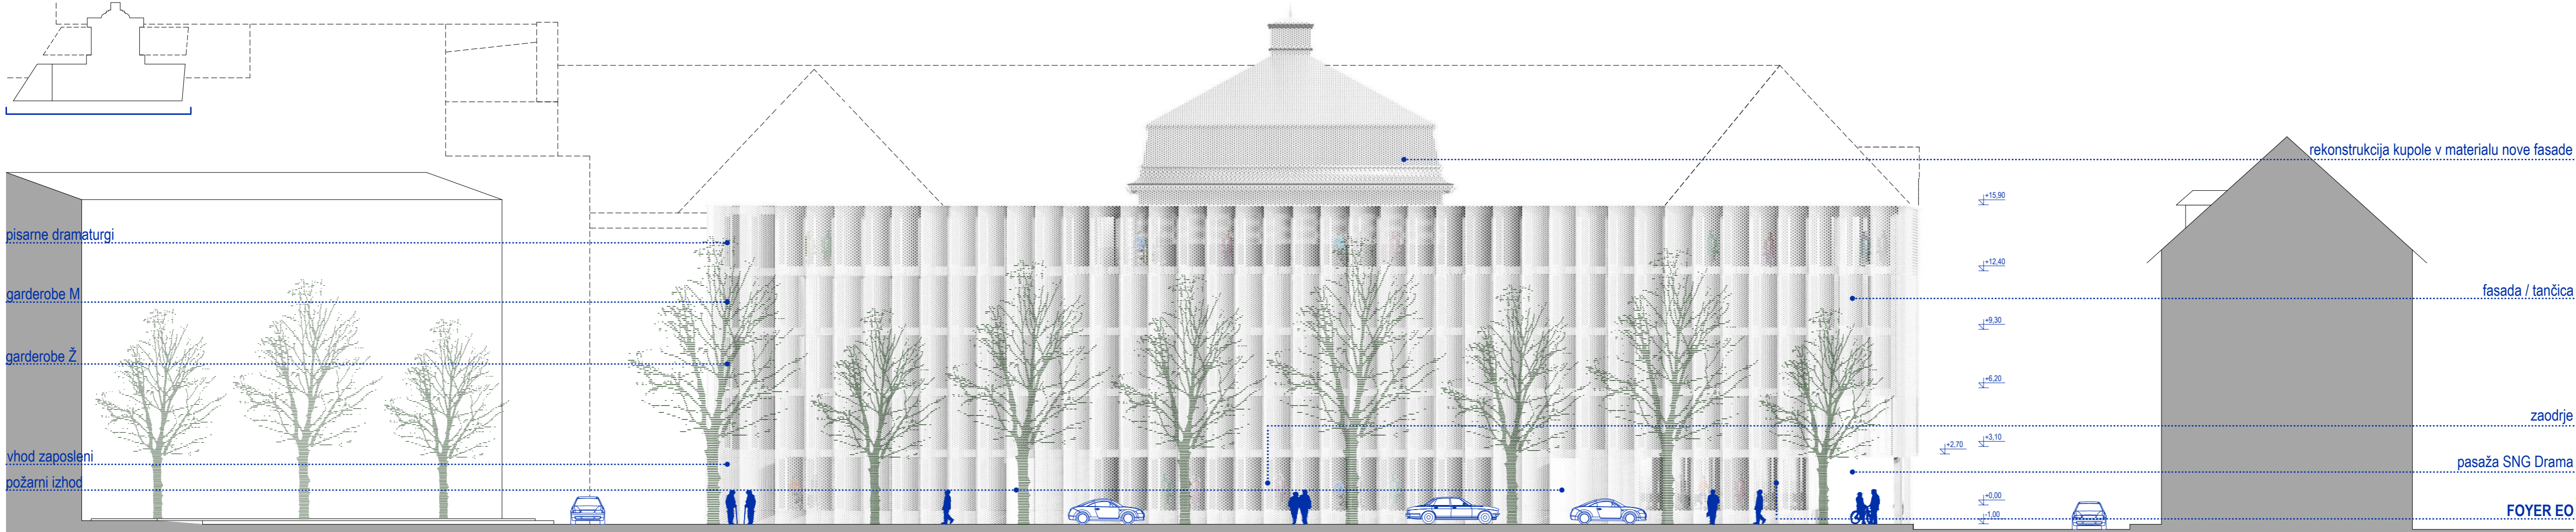 rekonstrukcija kupole v materialu nove fasade
+15,90
pisarne dramaturgi
+12,40
garderobe M
fasada / tančica
+9,30
garderobe Ž
+6,20
zaodrje
+3,10
+2,70
vhod zaposleni
pasaža SNG Drama
požarni izhod
+0,00
-1,00
FOYER EO